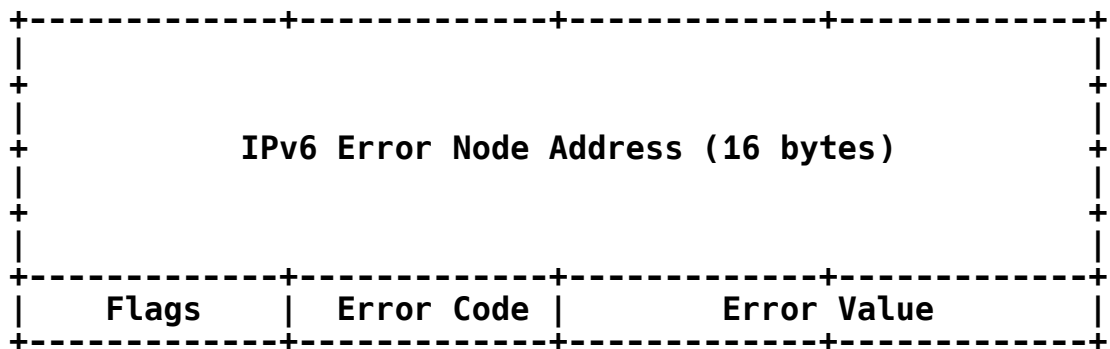 IPv6 Error Node Address (16 bytes)
Flags | Error Code | Error Value